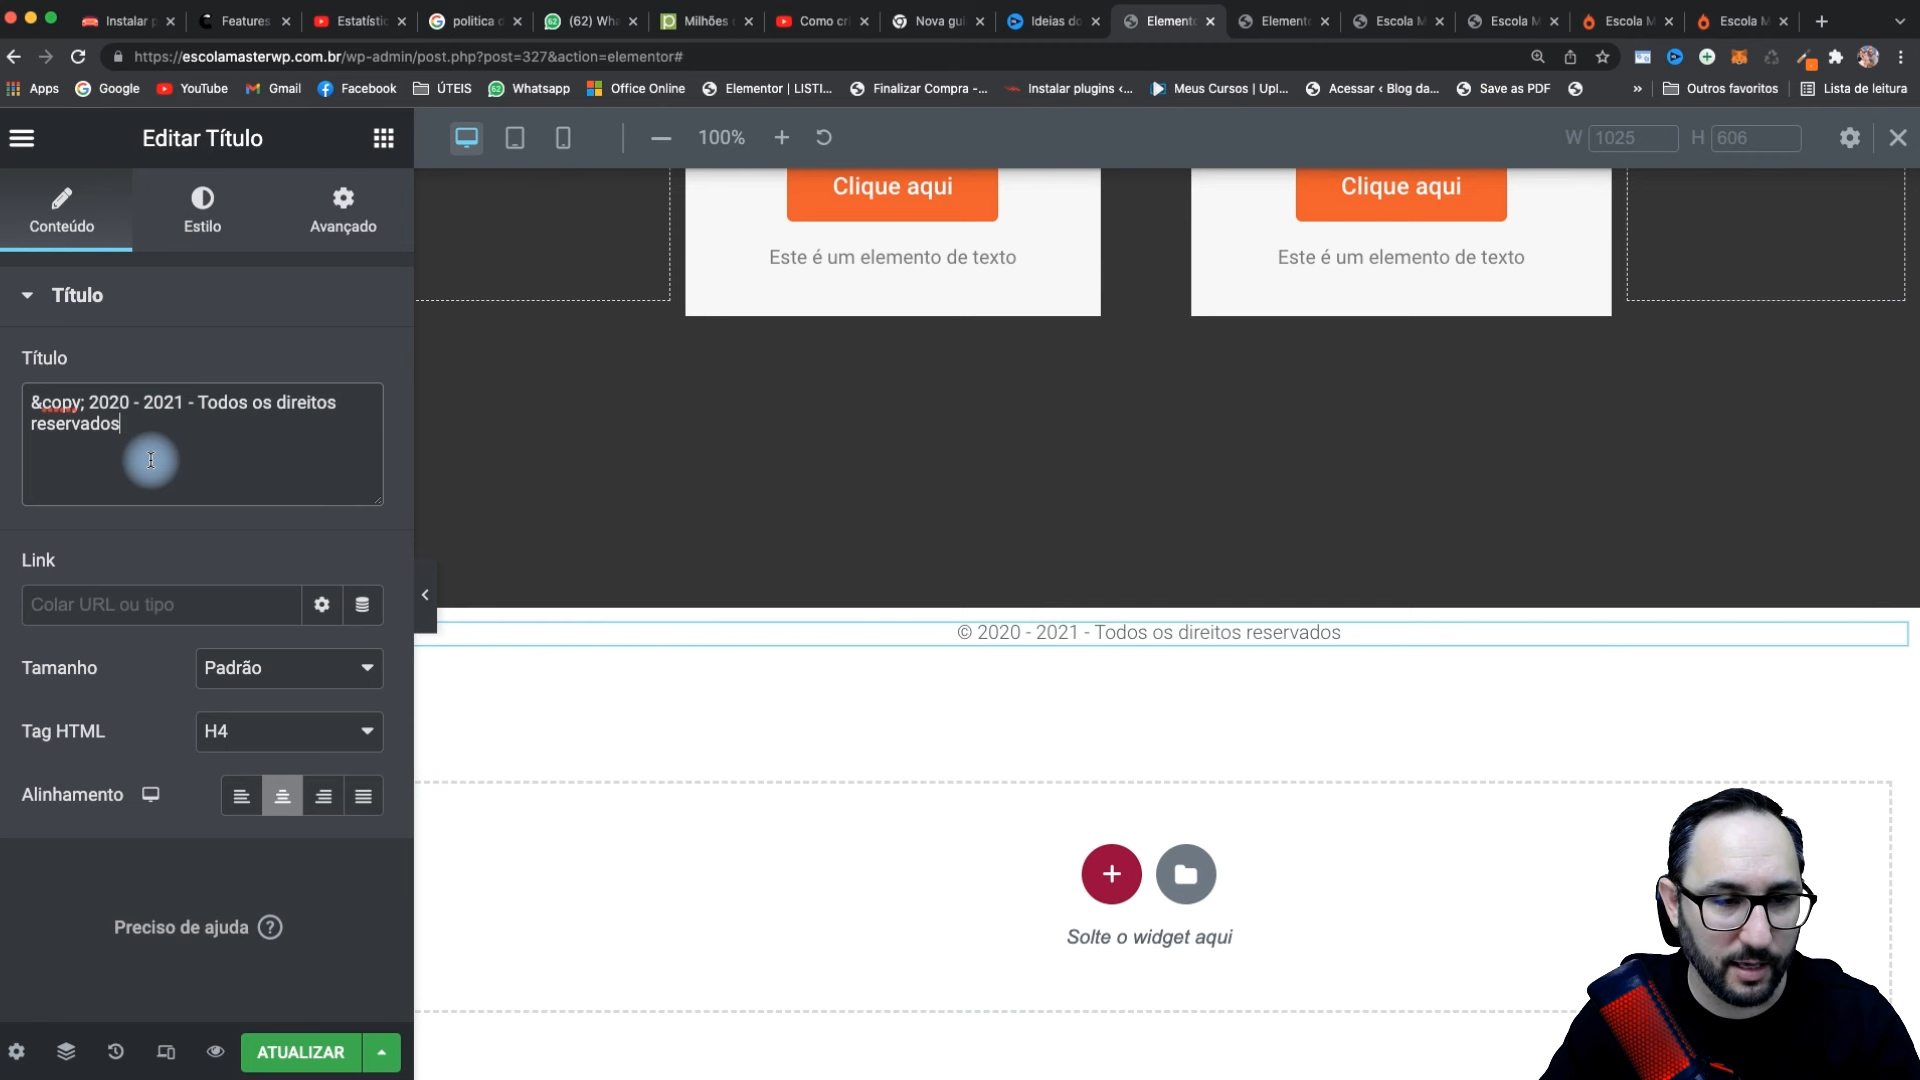 Instalar p
Features
Estatístic
politica d
(62) Wha
Milhões
Como cri
Nova gui
Ideias do
Element
Element
Escola M
Escola M
Escola M
Escola M
https://escolamasterwp.com.br/wp-admin/post.php?post=327&action=elementor#
Apps
Google
YouTube
Gmail
Facebook
ÚTEIS
Whatsapp
Office Online
Elementor | LISTI...
Finalizar Compra -...
Instalar plugins ‹...
Meus Cursos | Upl...
Acessar ‹ Blog da...
Save as PDF
»
Outros favoritos
Lista de leitura
Editar Título
100%
W 1025
H 606
Conteúdo
Estilo
Avançado
Clique aqui
Clique aqui
Este é um elemento de texto
Este é um elemento de texto
Título
Título
&copy; 2020 - 2021 - Todos os direitos
reservados
Link
Colar URL ou tipo
© 2020 - 2021 - Todos os direitos reservados
Tamanho
Padrão
Tag HTML
H4
Alinhamento
Solte o widget aqui
Preciso de ajuda ?
ATUALIZAR